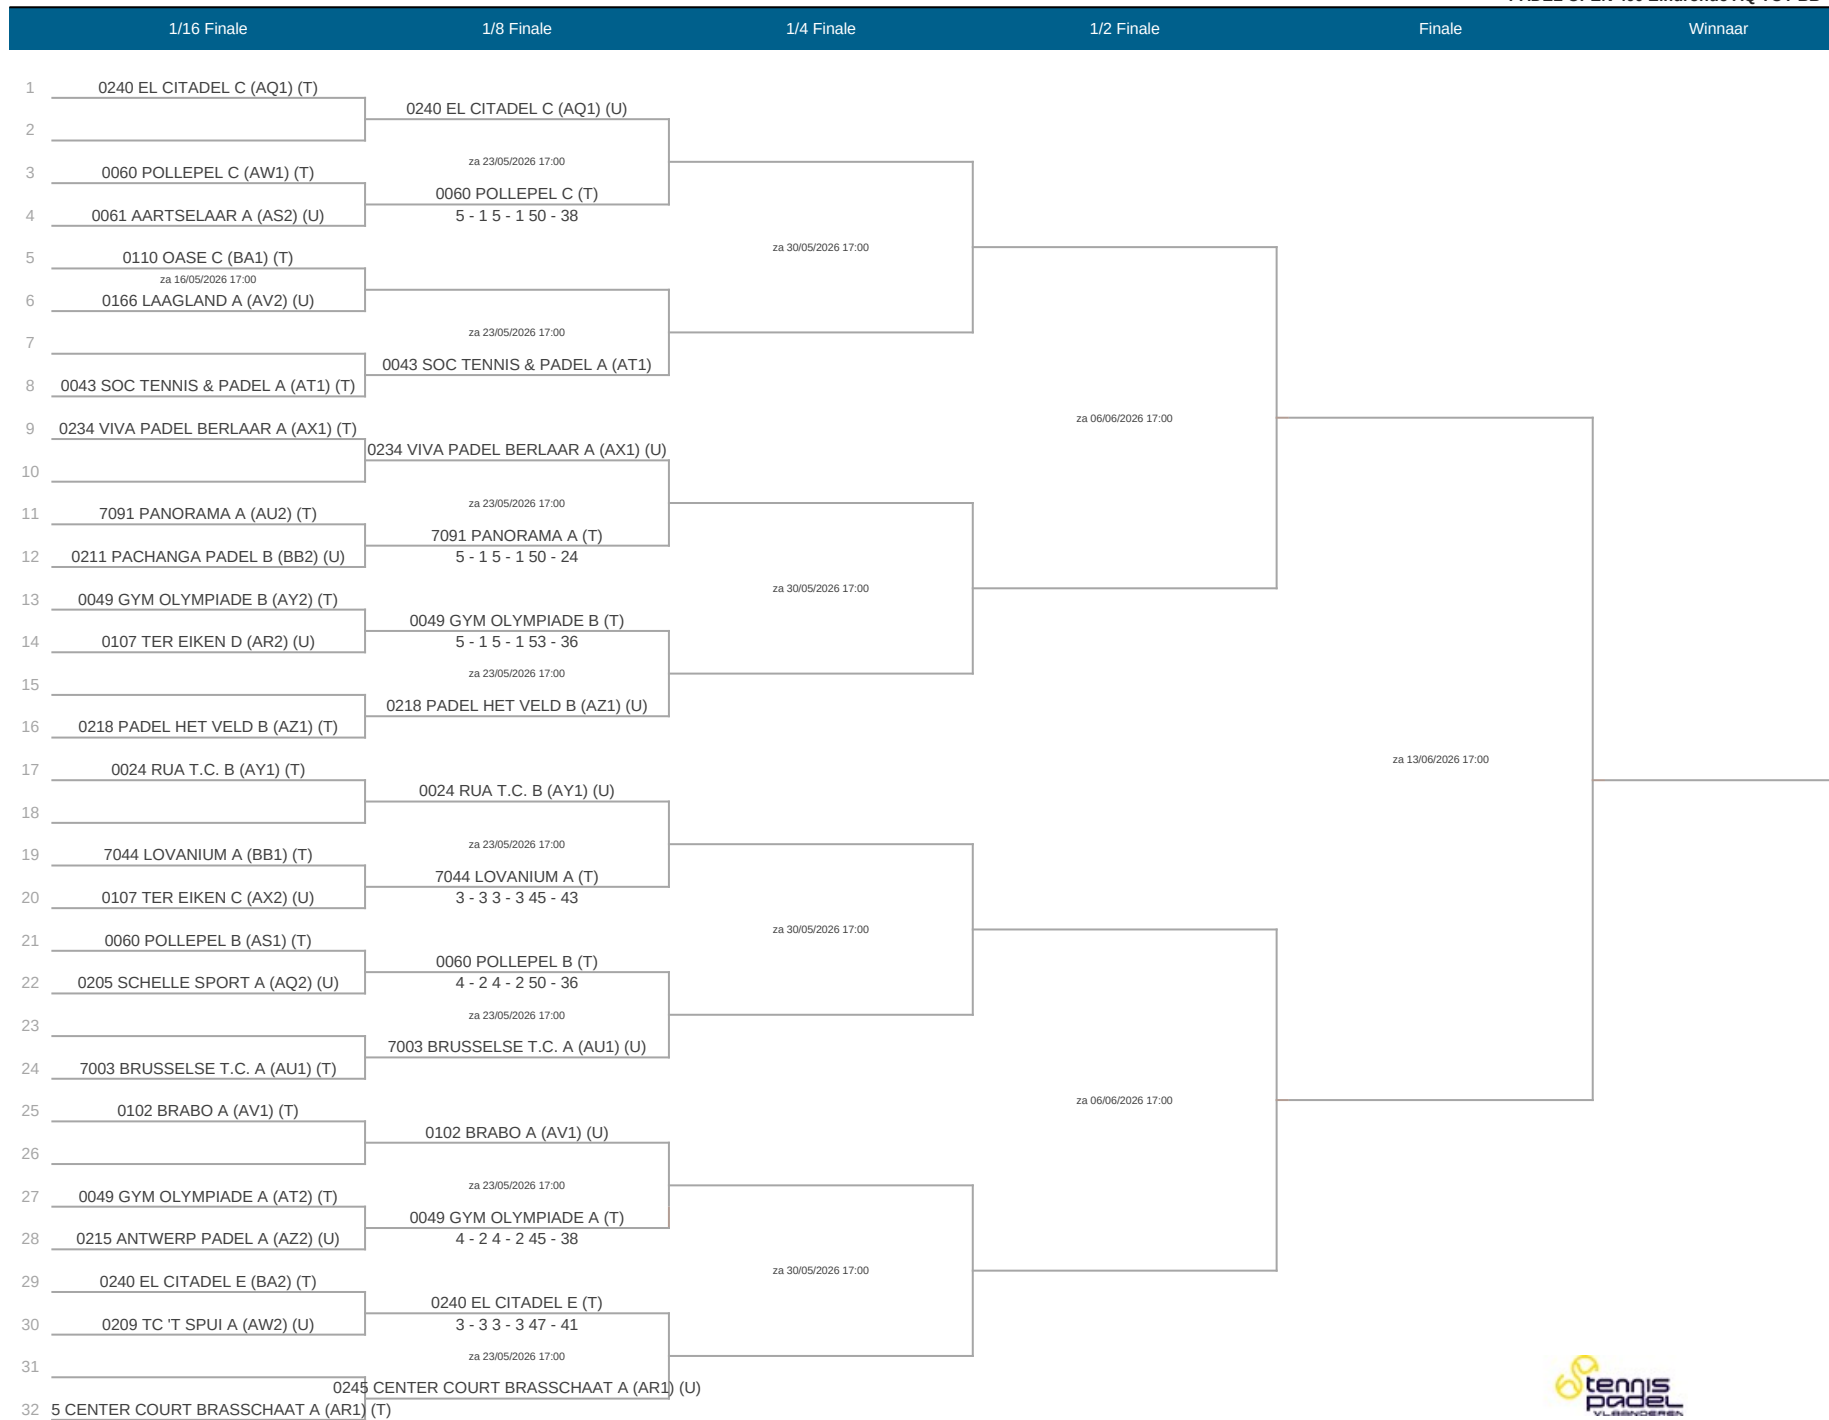 1/16 Finale 1/8 Finale 1/4 Finale 1/2 Finale Finale Winnaar
1 0240 EL CITADEL C (AQ1) (T)
0240 EL CITADEL C (AQ1) (U)
2
za 23/05/2026 17:00
3 0060 POLLEPEL C (AW1) (T)
0060 POLLEPEL C (T)
4 0061 AARTSELAAR A (AS2) (U)
5 - 1 5 - 1 50 - 38
za 30/05/2026 17:00
5 0110 OASE C (BA1) (T)
za 16/05/2026 17:00
6 0166 LAAGLAND A (AV2) (U)
za 23/05/2026 17:00
7
0043 SOC TENNIS & PADEL A (AT1)
8 0043 SOC TENNIS & PADEL A (AT1) (T)
za 06/06/2026 17:00
9 0234 VIVA PADEL BERLAAR A (AX1) (T)
0234 VIVA PADEL BERLAAR A (AX1) (U)
10
za 23/05/2026 17:00
11 7091 PANORAMA A (AU2) (T)
7091 PANORAMA A (T)
12 0211 PACHANGA PADEL B (BB2) (U)
5 - 1 5 - 1 50 - 24
za 30/05/2026 17:00
13 0049 GYM OLYMPIADE B (AY2) (T)
0049 GYM OLYMPIADE B (T)
14 0107 TER EIKEN D (AR2) (U)
5 - 1 5 - 1 53 - 36
za 23/05/2026 17:00
15
0218 PADEL HET VELD B (AZ1) (U)
16 0218 PADEL HET VELD B (AZ1) (T)
za 13/06/2026 17:00
17 0024 RUA T.C. B (AY1) (T)
0024 RUA T.C. B (AY1) (U)
18
za 23/05/2026 17:00
19 7044 LOVANIUM A (BB1) (T)
7044 LOVANIUM A (T)
20 0107 TER EIKEN C (AX2) (U)
3 - 3 3 - 3 45 - 43
za 30/05/2026 17:00
21 0060 POLLEPEL B (AS1) (T)
0060 POLLEPEL B (T)
22 0205 SCHELLE SPORT A (AQ2) (U)
4 - 2 4 - 2 50 - 36
za 23/05/2026 17:00
23
7003 BRUSSELSE T.C. A (AU1) (U)
24 7003 BRUSSELSE T.C. A (AU1) (T)
za 06/06/2026 17:00
25 0102 BRABO A (AV1) (T)
0102 BRABO A (AV1) (U)
26
za 23/05/2026 17:00
27 0049 GYM OLYMPIADE A (AT2) (T)
0049 GYM OLYMPIADE A (T)
28 0215 ANTWERP PADEL A (AZ2) (U)
4 - 2 4 - 2 45 - 38
za 30/05/2026 17:00
29 0240 EL CITADEL E (BA2) (T)
0240 EL CITADEL E (T)
30 0209 TC 'T SPUI A (AW2) (U)
3 - 3 3 - 3 47 - 41
za 23/05/2026 17:00
31
0245 CENTER COURT BRASSCHAAT A (AR1) (U)
32 5 CENTER COURT BRASSCHAAT A (AR1) (T)
tennis
padel
VLAANDEREN